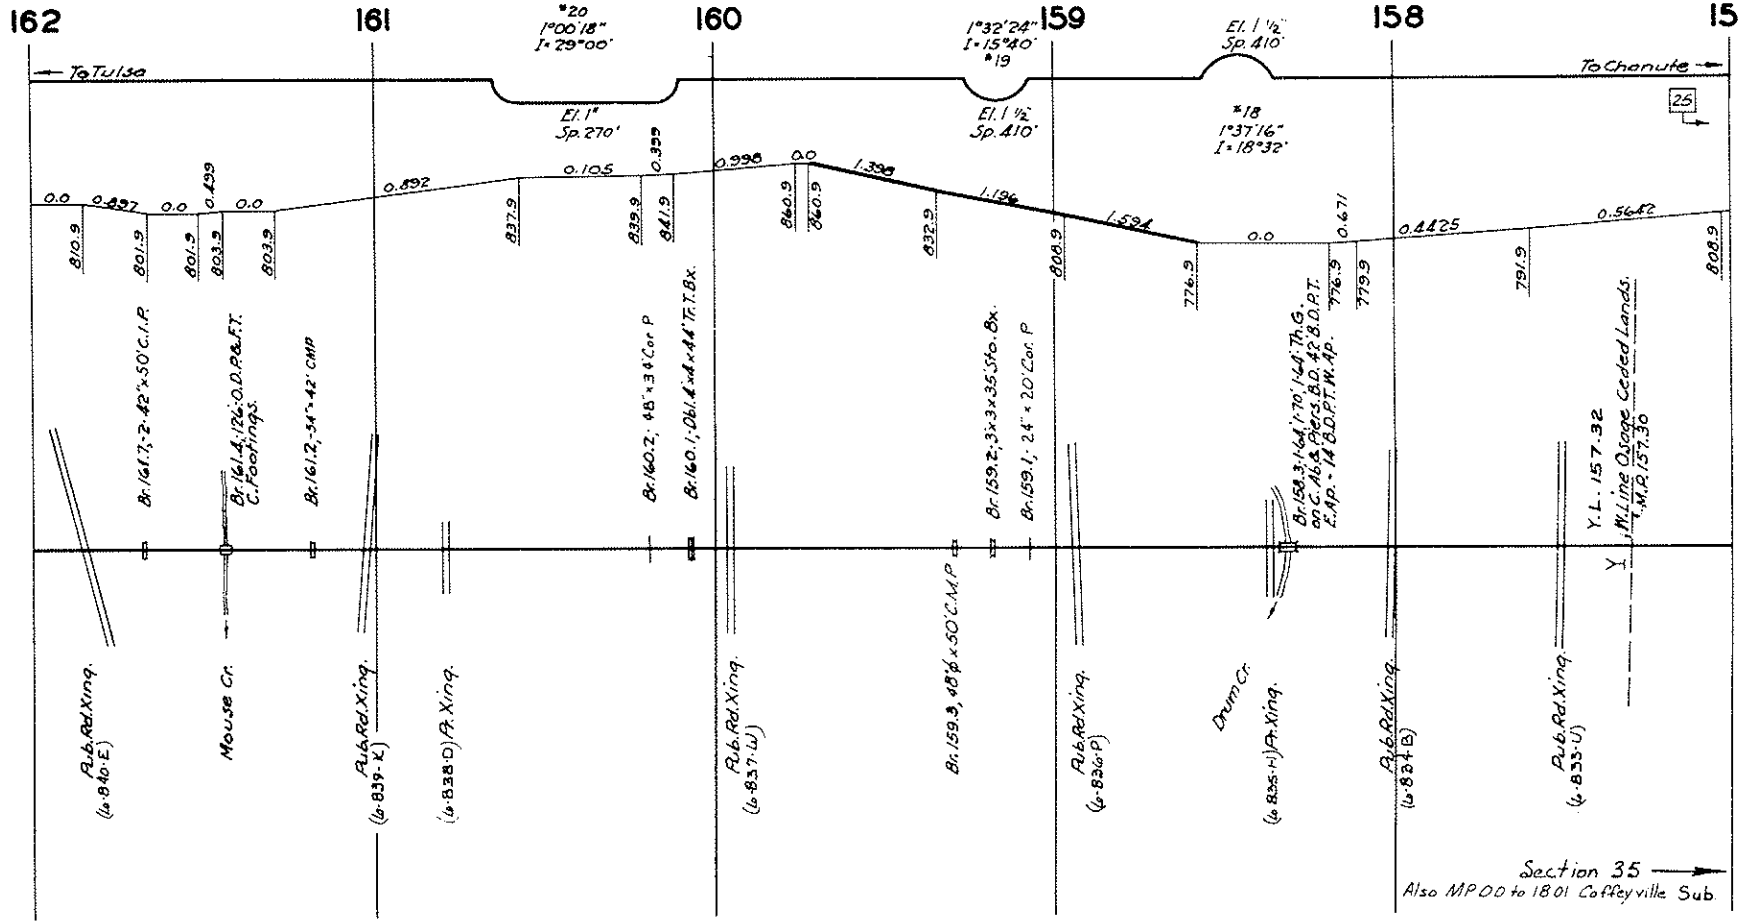 162
161
#20
1°00'18"
I=29°00'
160
1°32'24"
I=15°40'
#19
159
El. 1 1/2"
Sp. 410'
158
15
← To Tulsa
To Chanute →
El. 1"
Sp. 270'
El. 1 1/2"
Sp. 410'
#18
1°37'16"
I=18°32'
25
0.0
0.897
0.0
0.499
0.0
0.892
0.105
0.399
0.998
0.0
1.398
1.196
1.594
0.0
0.671
0.4425
0.5642
810.9
801.9
801.9
803.9
803.9
837.9
839.9
841.9
860.9
860.9
832.9
808.9
776.9
776.9
779.9
791.9
808.9
Br. 161.7,-2-42"x50' C.I.P.
Br. 161.4, 126' O.D.P.& F.T.
C. Footings.
Br. 161.2,-54"x42' CMP
Br. 160.2, 48"x34' Cor. P
Br. 160.1,-Dbl. 4'x4'x44' Tr. T. Bx.
Br. 159.3, 48"φ x 50' C.M.P
Br. 159.2,-3'x3'x35' Sto. Bx.
Br. 159.1, 24"x20' Cor. P
Br. 158.3, 1-64', 1-70', 1-64' Th. G.
on C. Ab. & Piers. B.D. 42' B.D.P.T.
E. Ap. - 14' B.D.P.T. W. Ap.
Y.L. 157.32
W. Line Osage Ceded Lands.
M.P. 157.30
Y
Pub. Rd. Xing.
(6-840-E)
Mouse Cr.
Pub. Rd. Xing.
(6-839-K)
(6-838-D) Pr. Xing.
Pub. Rd. Xing.
(6-837-W)
Pub. Rd. Xing.
(6-836-P)
Drum Cr.
(6-835-H) Pr. Xing.
Pub. Rd. Xing
(6-834-B)
Pub. Rd. Xing.
(6-833-U)
Section 35 →
Also MP 00 to 18.01 Coffeyville Sub.